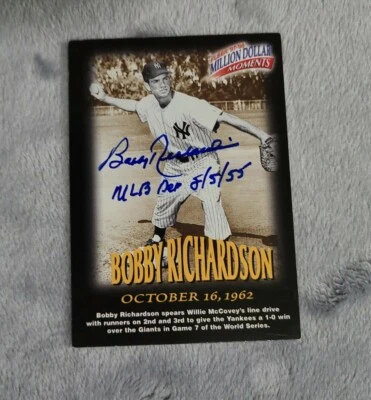 MILLION DOLLAR
MOMENTS
Bobby Richardson
MLB Deb 8/5/55
BOBBY RICHARDSON
OCTOBER 16, 1962
Bobby Richardson spears Willie McCovey's line drive
with runners on 2nd and 3rd to give the Yankees a 1-0 win
over the Giants in Game 7 of the World Series.